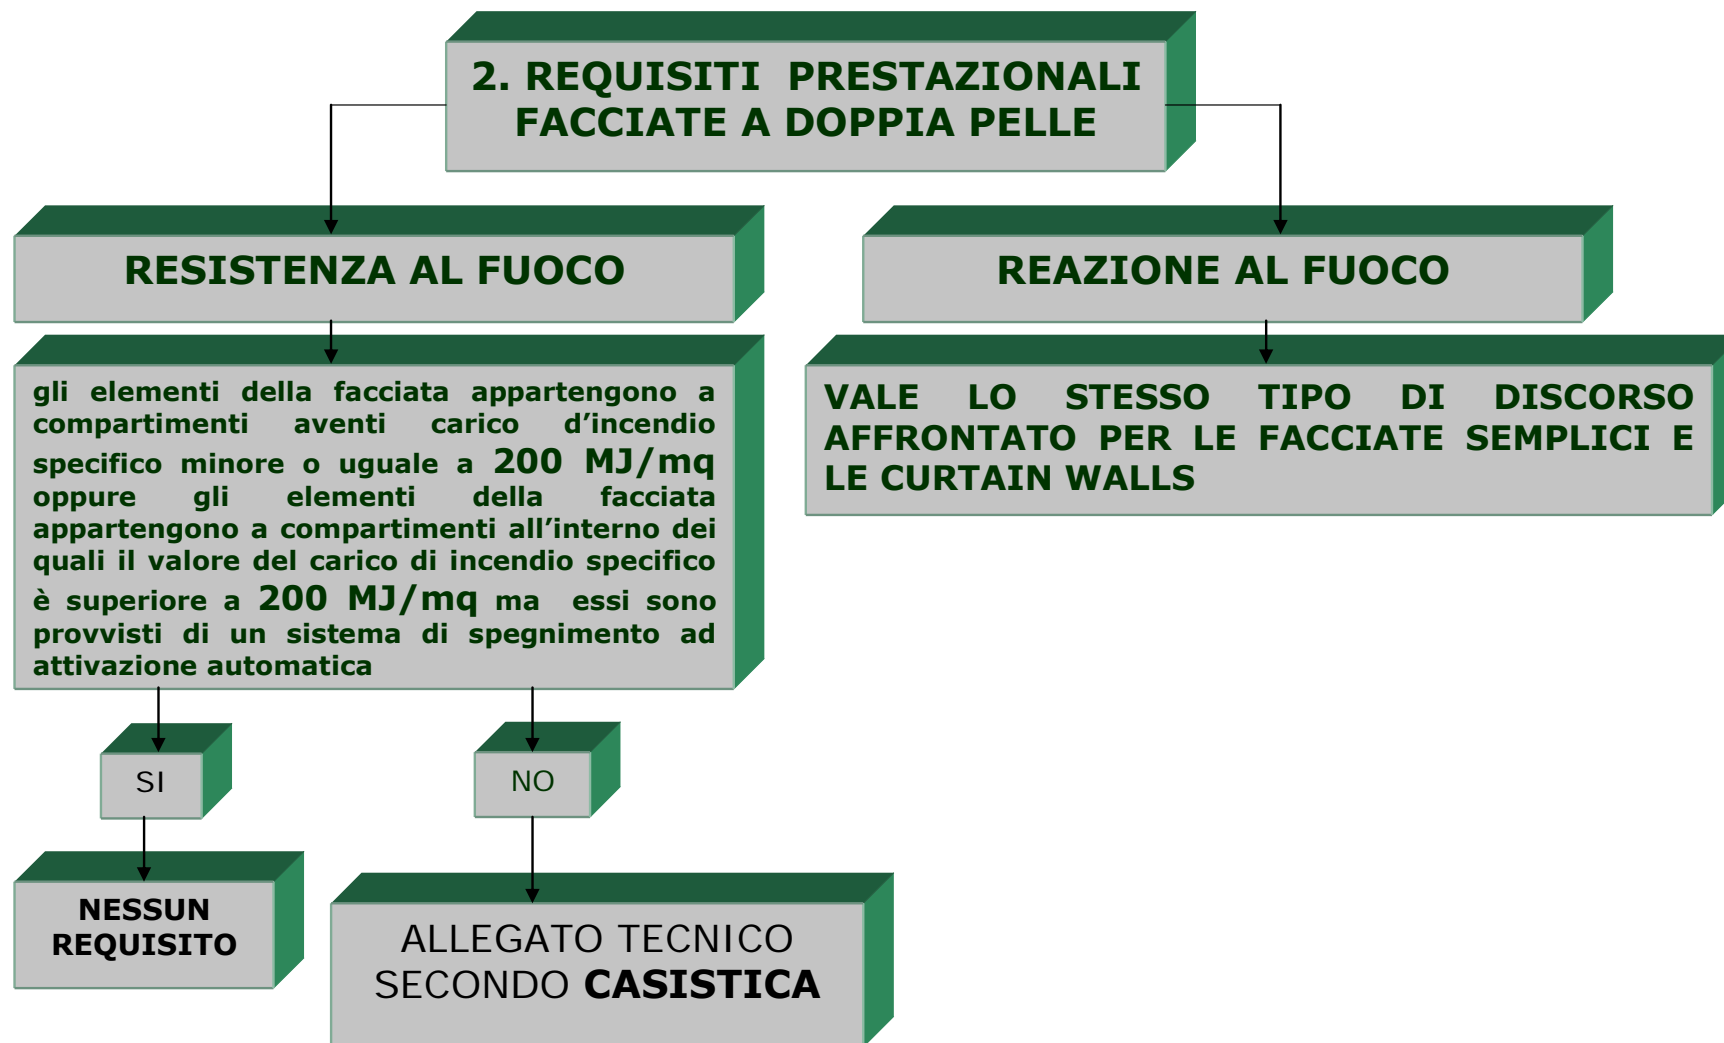 2. REQUISITI PRESTAZIONALI
FACCIATE A DOPPIA PELLE
RESISTENZA AL FUOCO
REAZIONE AL FUOCO
gli elementi della facciata appartengono a
compartimenti aventi carico d’incendio
specifico minore o uguale a 200 MJ/mq
oppure gli elementi della facciata
appartengono a compartimenti all’interno dei
quali il valore del carico di incendio specifico
è superiore a 200 MJ/mq ma essi sono
provvisti di un sistema di spegnimento ad
attivazione automatica
VALE LO STESSO TIPO DI DISCORSO
AFFRONTATO PER LE FACCIATE SEMPLICI E
LE CURTAIN WALLS
SI
NO
NESSUN
REQUISITO
ALLEGATO TECNICO
SECONDO CASISTICA